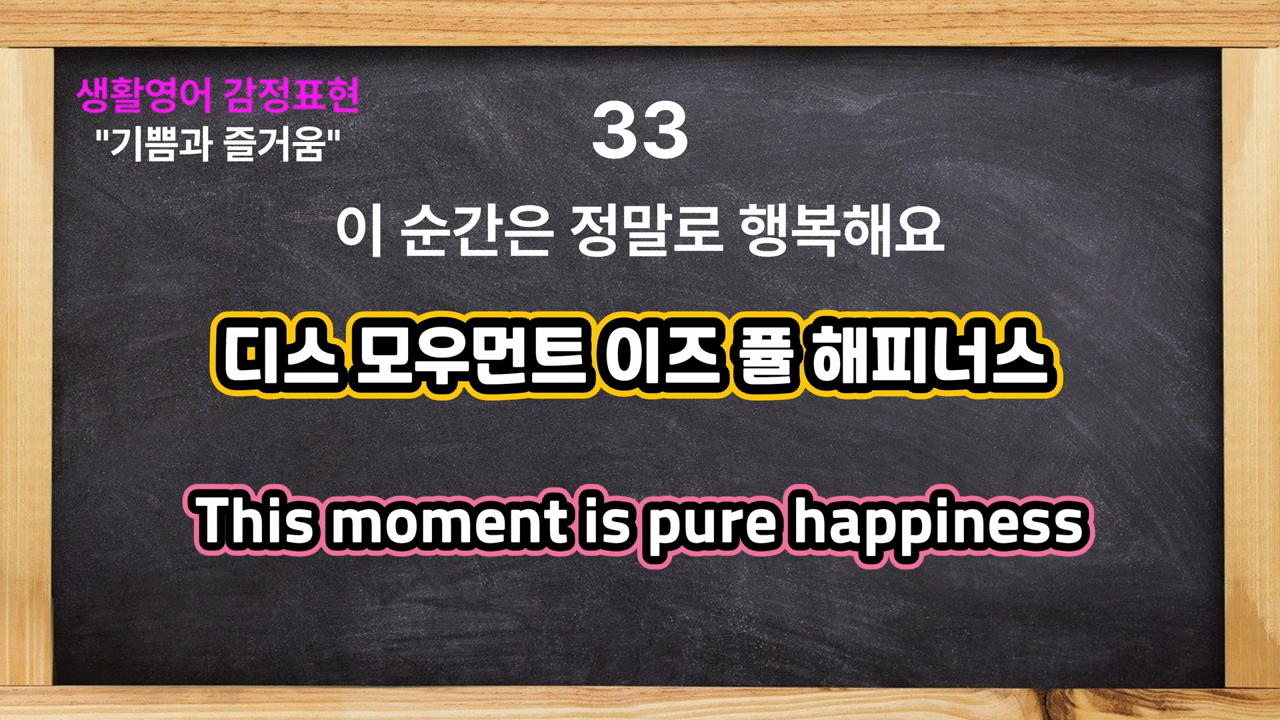 생활영어 감정표현
"기쁨과 즐거움"
33
이 순간은 정말로 행복해요
디스 모우먼트 이즈 퓰 해피너스
This moment is pure happiness